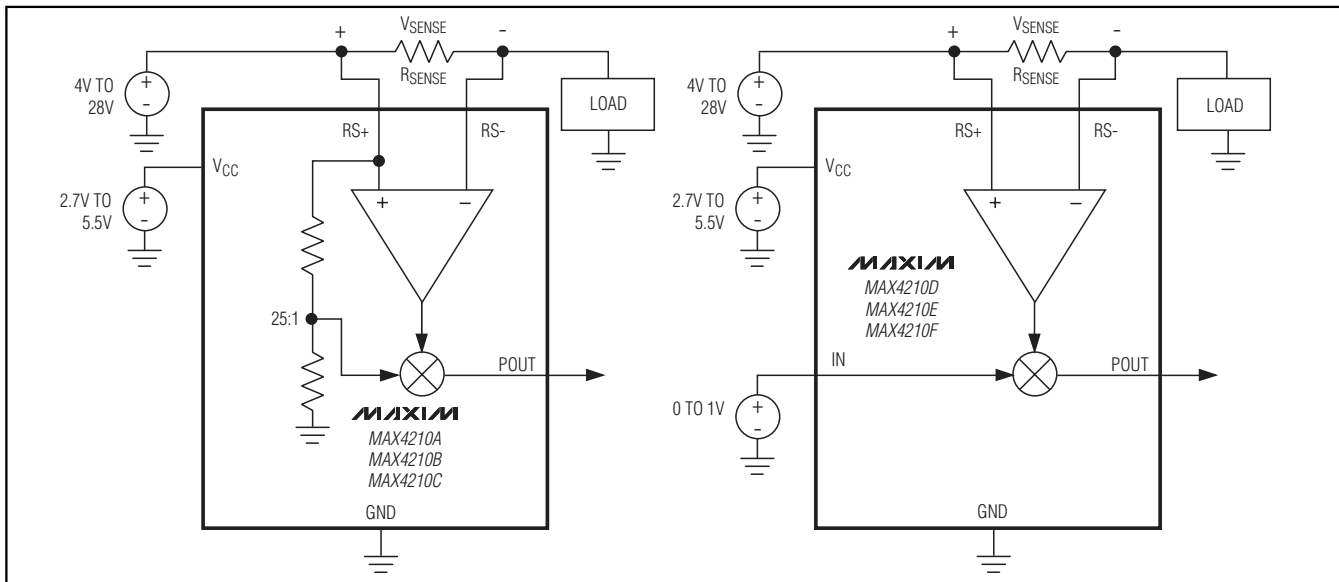 + VSENSE -
RSENSE
4V TO
28V
+
-
LOAD
RS+
RS-
VCC
2.7V TO
5.5V
+
-
+ −
25:1
POUT
MAXIM
MAX4210A
MAX4210B
MAX4210C
GND
+ VSENSE -
RSENSE
4V TO
28V
+
-
LOAD
RS+
RS-
VCC
2.7V TO
5.5V
+
-
+ −
MAXIM
MAX4210D
MAX4210E
MAX4210F
IN
POUT
0 TO 1V
+
-
GND